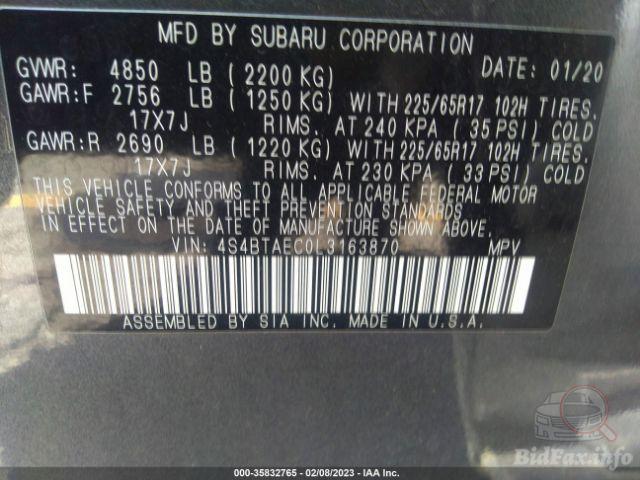 MFD BY SUBARU CORPORATION
GVWR: 4850 LB ( 2200 KG) DATE: 01/20
GAWR:F 2756 LB ( 1250 KG) WITH 225/65R17 102H TIRES,
17X7J RIMS, AT 240 KPA ( 35 PSI) COLD
GAWR:R 2690 LB ( 1220 KG) WITH 225/65R17 102H TIRES,
17X7J RIMS, AT 230 KPA ( 33 PSI) COLD
THIS VEHICLE CONFORMS TO ALL APPLICABLE FEDERAL MOTOR
VEHICLE SAFETY AND THEFT PREVENTION STANDARDS
IN EFFECT ON THE DATE OF MANUFACTURE SHOWN ABOVE.
VIN: 4S4BTAEC0L3163870 MPV
ASSEMBLED BY SIA INC. MADE IN U.S.A.
BidFax.info
000-35832765 - 02/08/2023 - IAA Inc.